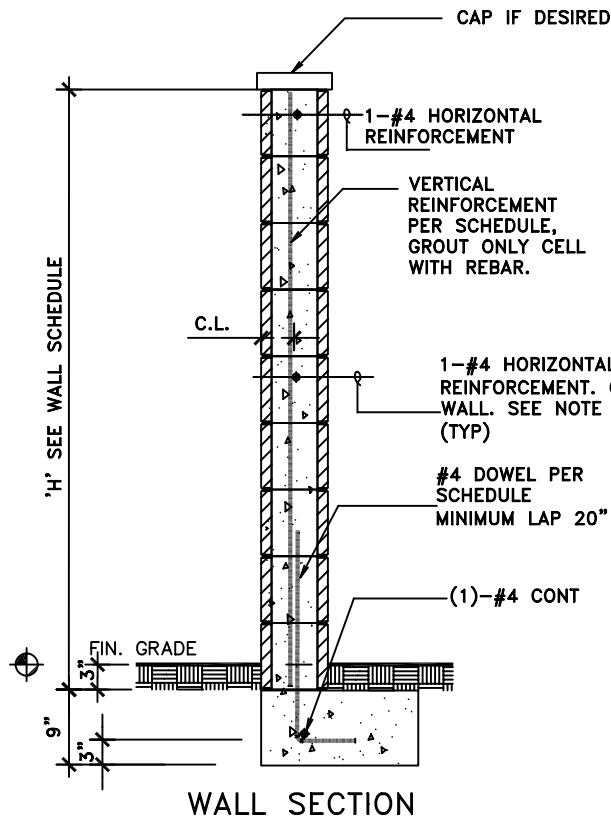 CAP IF DESIRED
1-#4 HORIZONTAL
REINFORCEMENT
VERTICAL
REINFORCEMENT
PER SCHEDULE,
GROUT ONLY CELL
WITH REBAR.
'H' SEE WALL SCHEDULE
C.L.
1-#4 HORIZONTAL
REINFORCEMENT.
WALL. SEE NOTE
(TYP)
#4 DOWEL PER
SCHEDULE
MINIMUM LAP 20"
(1)-#4 CONT
FIN. GRADE
3"
9"
3"
WALL SECTION